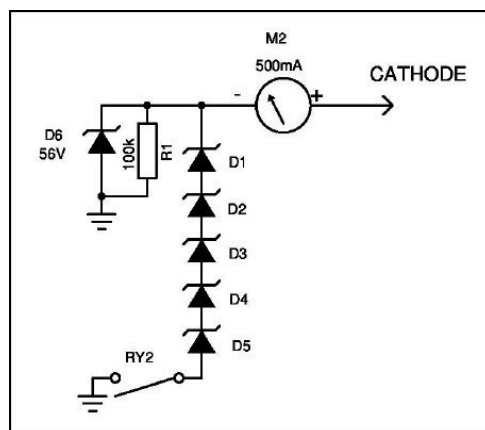 M2
500mA
CATHODE
-
+
D6
56V
100k
R1
D1
D2
D3
D4
D5
RY2